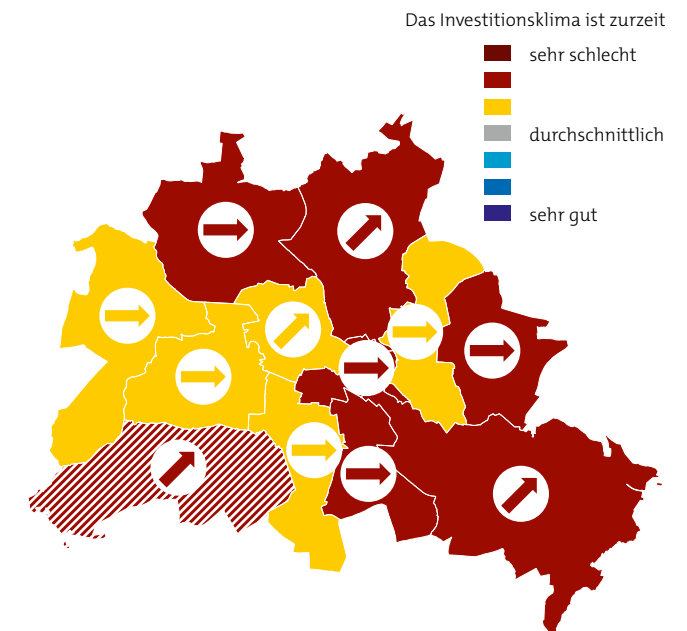 Das Investitionsklima ist zurzeit
sehr schlecht
durchschnittlich
sehr gut